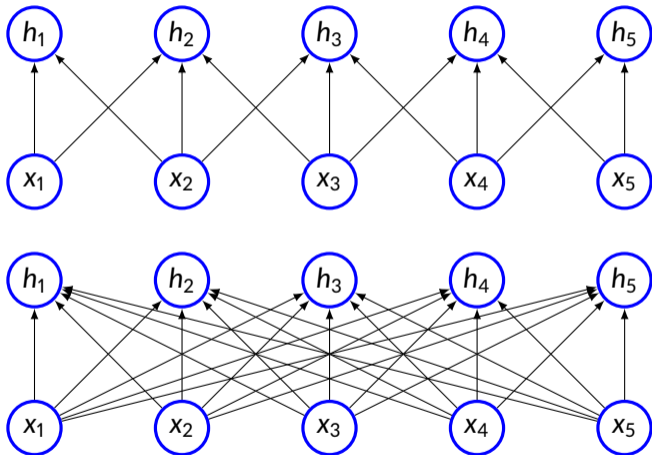 h₁ h₂ h₃ h₄ h₅
x₁ x₂ x₃ x₄ x₅
h₁ h₂ h₃ h₄ h₅
x₁ x₂ x₃ x₄ x₅